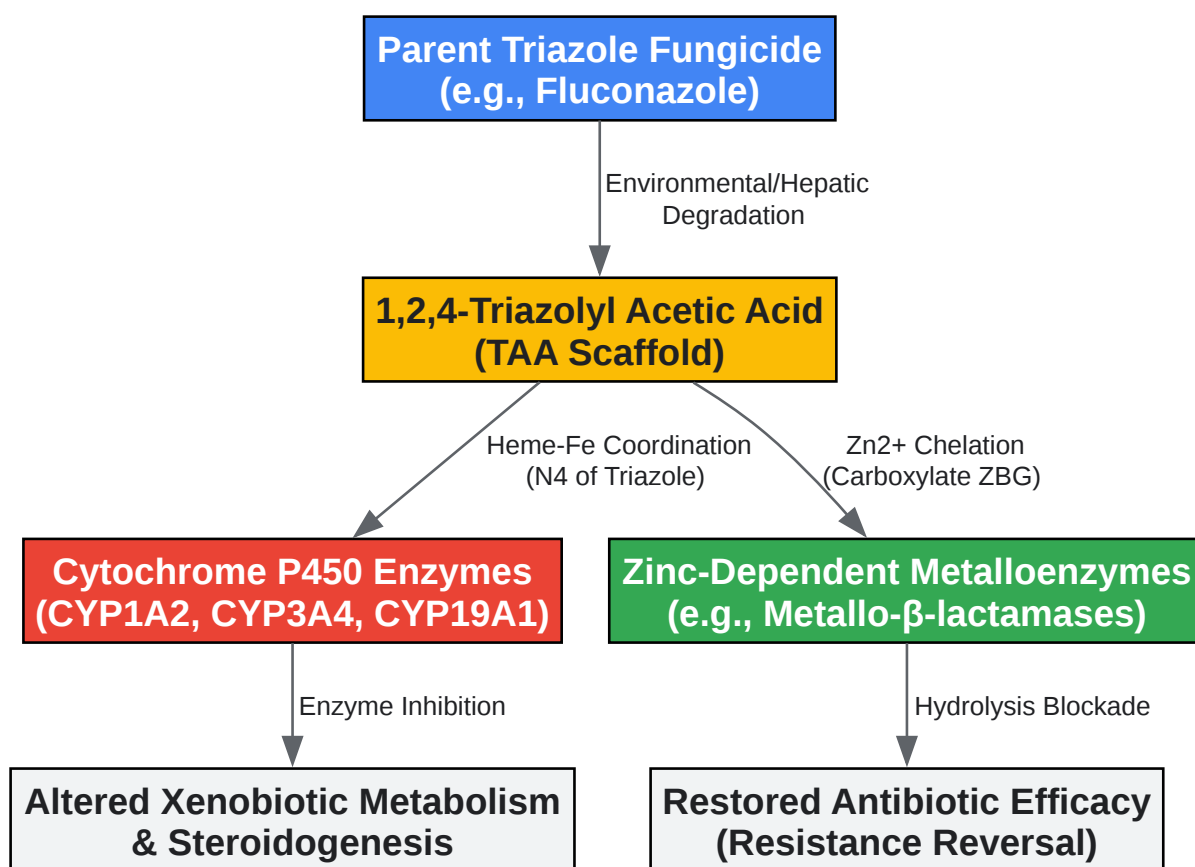 Parent Triazole Fungicide
(e.g., Fluconazole)
Environmental/Hepatic
Degradation
1,2,4-Triazolyl Acetic Acid
(TAA Scaffold)
Heme-Fe Coordination
(N4 of Triazole)
Zn2+ Chelation
(Carboxylate ZBG)
Cytochrome P450 Enzymes
(CYP1A2, CYP3A4, CYP19A1)
Zinc-Dependent Metalloenzymes
(e.g., Metallo-β-lactamases)
Enzyme Inhibition
Hydrolysis Blockade
Altered Xenobiotic Metabolism
& Steroidogenesis
Restored Antibiotic Efficacy
(Resistance Reversal)